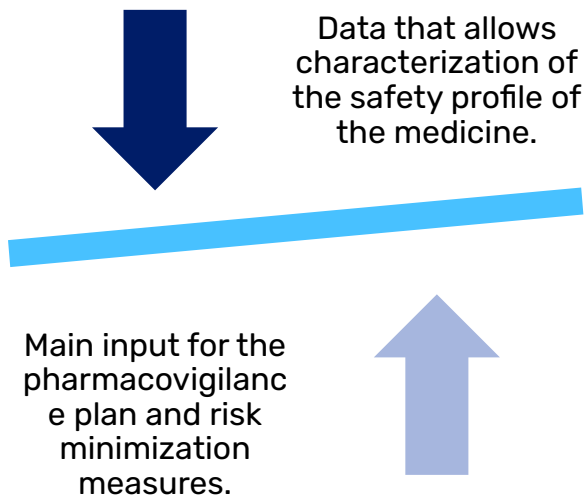 Data that allows
characterization of
the safety profile of
the medicine.
Main input for the
pharmacovigilanc
e plan and risk
minimization
measures.